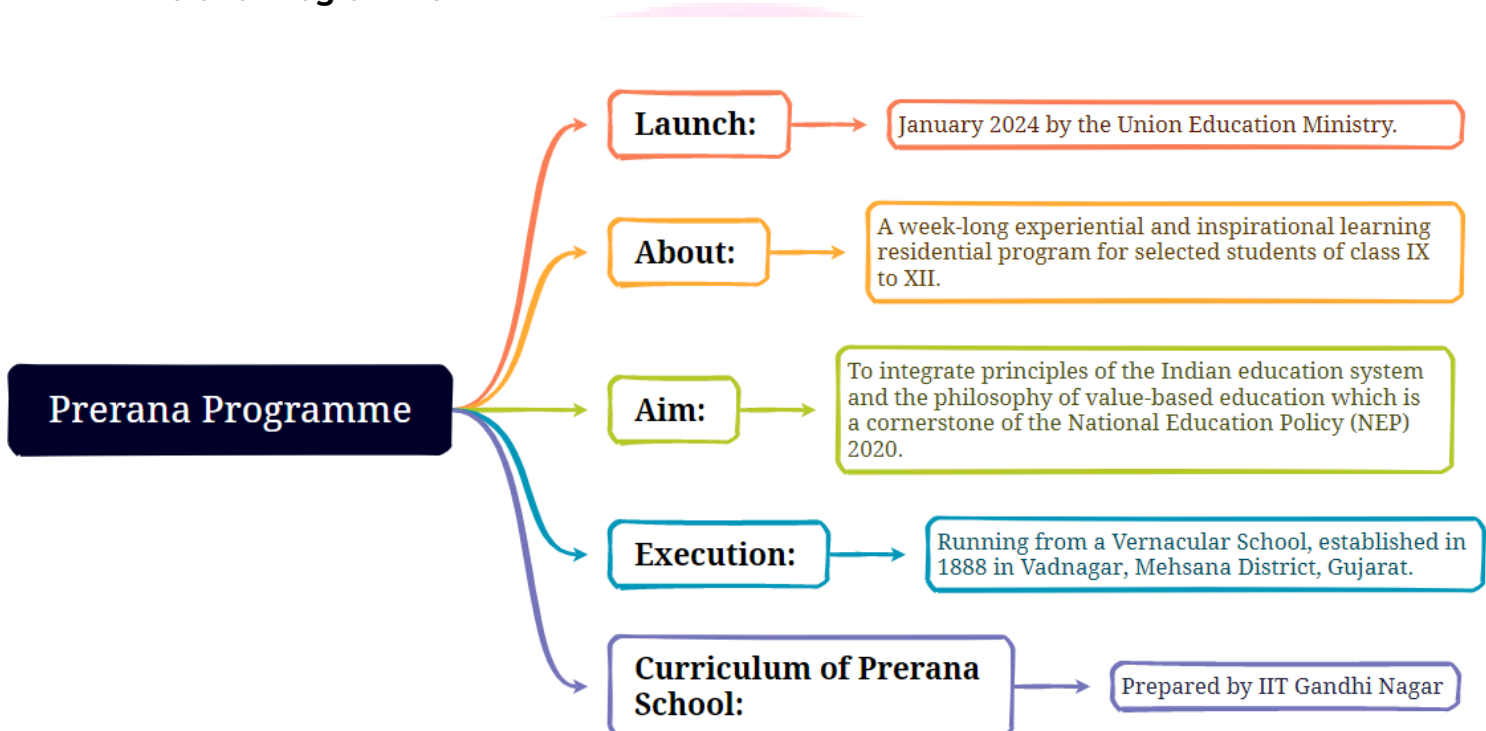 Prerana Programme
Launch:
January 2024 by the Union Education Ministry.
About:
A week-long experiential and inspirational learning
residential program for selected students of class IX
to XII.
Aim:
To integrate principles of the Indian education system
and the philosophy of value-based education which is
a cornerstone of the National Education Policy (NEP)
2020.
Execution:
Running from a Vernacular School, established in
1888 in Vadnagar, Mehsana District, Gujarat.
Curriculum of Prerana
School:
Prepared by IIT Gandhi Nagar